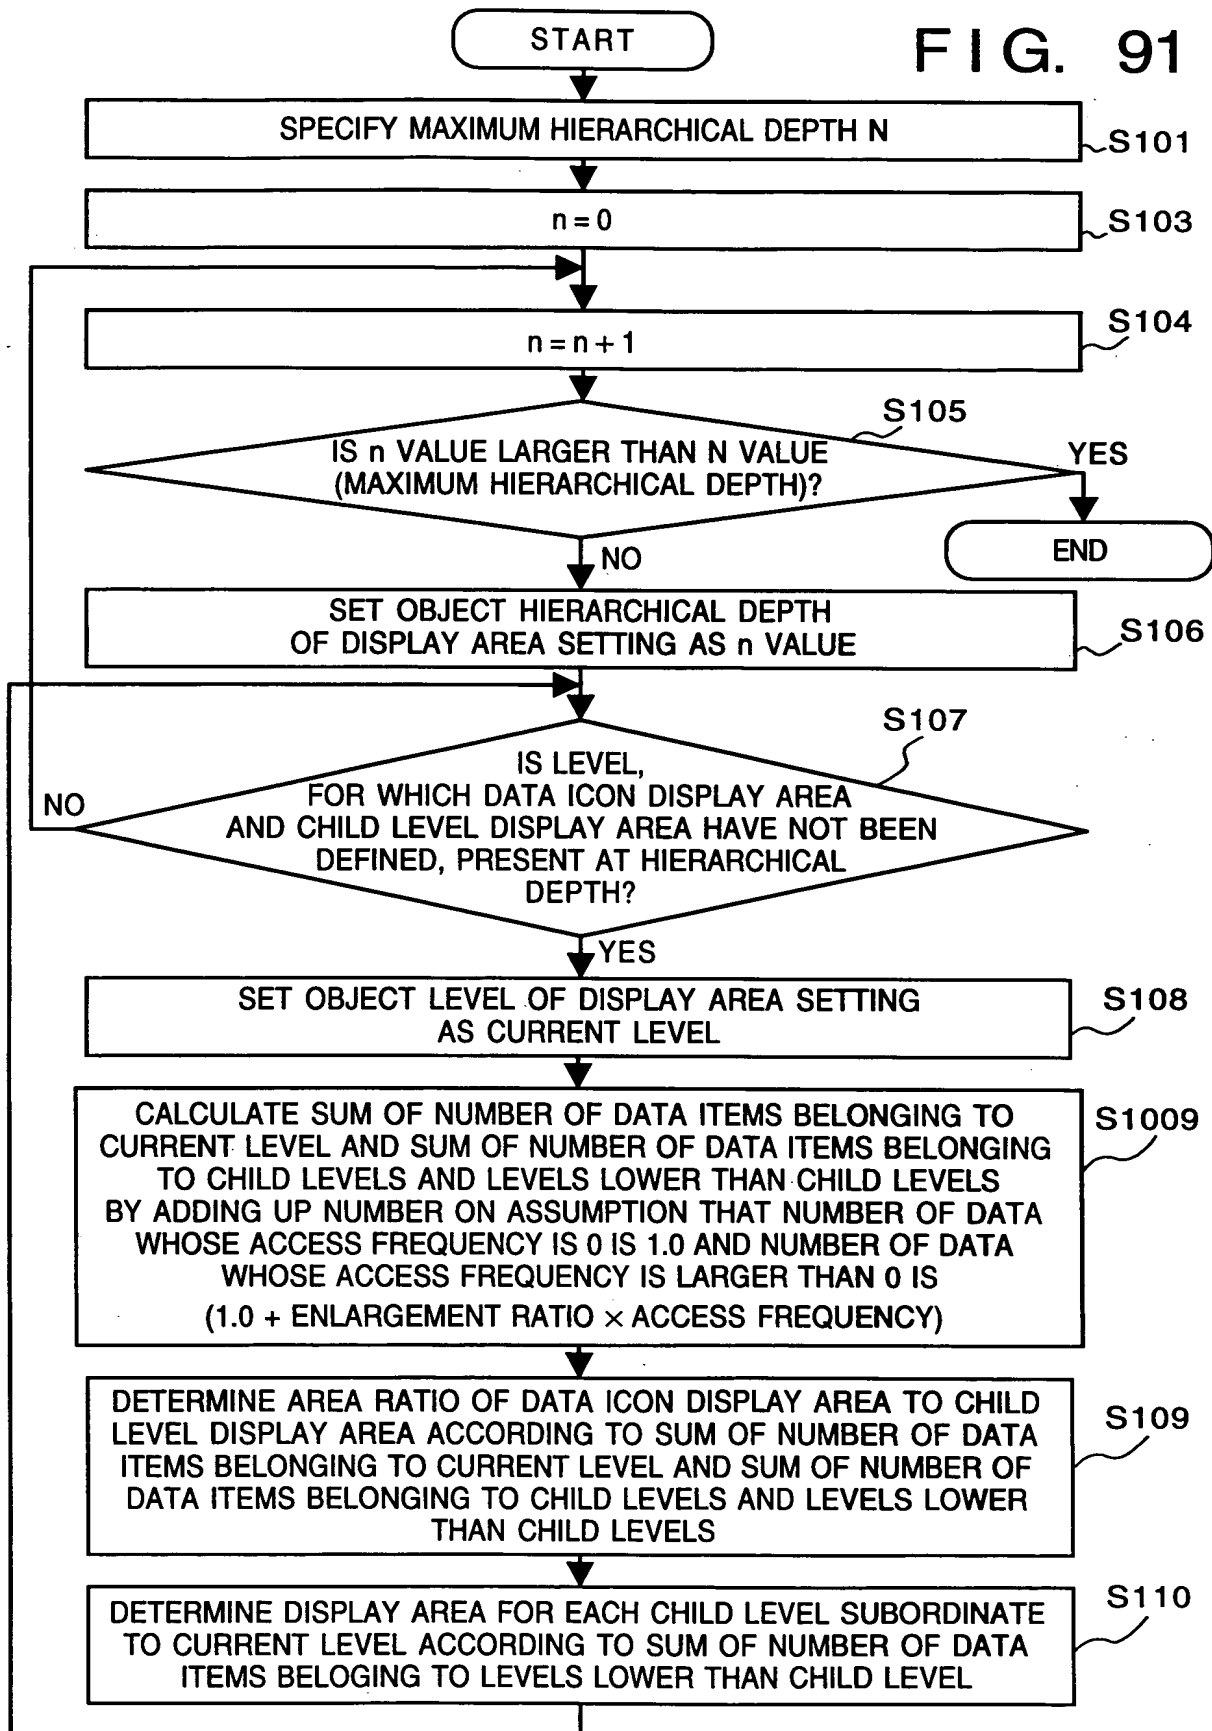 START
FIG. 91
SPECIFY MAXIMUM HIERARCHICAL DEPTH N
S101
n = 0
S103
n = n + 1
S104
S105
IS n VALUE LARGER THAN N VALUE
(MAXIMUM HIERARCHICAL DEPTH)?
YES
END
NO
SET OBJECT HIERARCHICAL DEPTH
OF DISPLAY AREA SETTING AS n VALUE
S106
S107
IS LEVEL,
FOR WHICH DATA ICON DISPLAY AREA
AND CHILD LEVEL DISPLAY AREA HAVE NOT BEEN
DEFINED, PRESENT AT HIERARCHICAL
DEPTH?
NO
YES
SET OBJECT LEVEL OF DISPLAY AREA SETTING
AS CURRENT LEVEL
S108
CALCULATE SUM OF NUMBER OF DATA ITEMS BELONGING TO
CURRENT LEVEL AND SUM OF NUMBER OF DATA ITEMS BELONGING
TO CHILD LEVELS AND LEVELS LOWER THAN CHILD LEVELS
BY ADDING UP NUMBER ON ASSUMPTION THAT NUMBER OF DATA
WHOSE ACCESS FREQUENCY IS 0 IS 1.0 AND NUMBER OF DATA
WHOSE ACCESS FREQUENCY IS LARGER THAN 0 IS
(1.0 + ENLARGEMENT RATIO × ACCESS FREQUENCY)
S1009
DETERMINE AREA RATIO OF DATA ICON DISPLAY AREA TO CHILD
LEVEL DISPLAY AREA ACCORDING TO SUM OF NUMBER OF DATA
ITEMS BELONGING TO CURRENT LEVEL AND SUM OF NUMBER OF
DATA ITEMS BELONGING TO CHILD LEVELS AND LEVELS LOWER
THAN CHILD LEVELS
S109
DETERMINE DISPLAY AREA FOR EACH CHILD LEVEL SUBORDINATE
TO CURRENT LEVEL ACCORDING TO SUM OF NUMBER OF DATA
ITEMS BELOGING TO LEVELS LOWER THAN CHILD LEVEL
S110